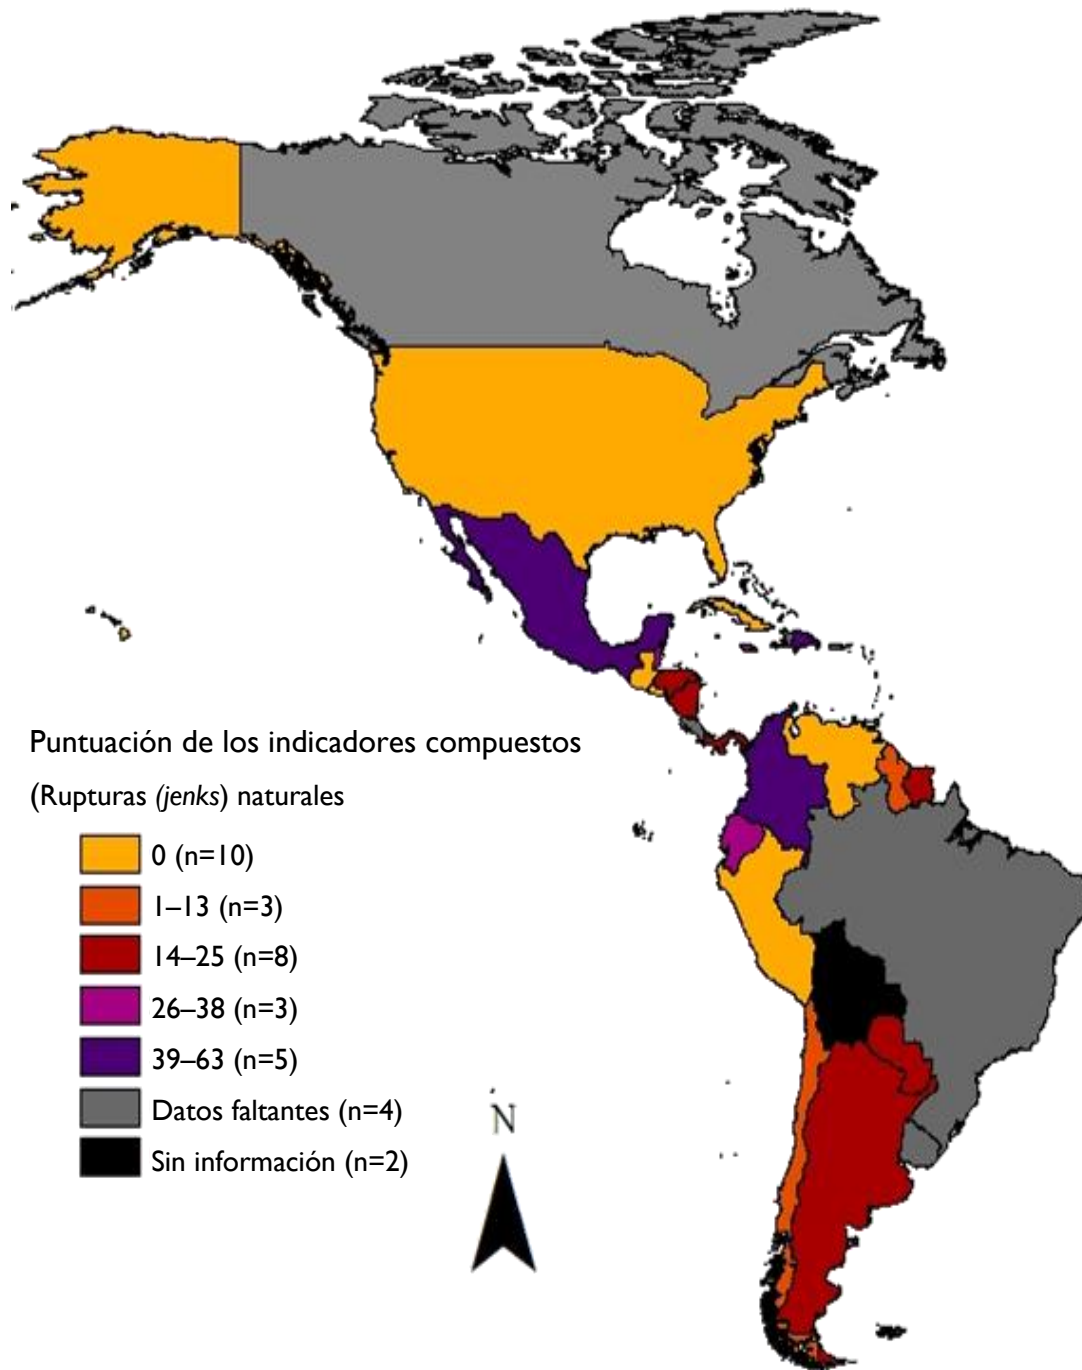 Puntuación de los indicadores compuestos
(Rupturas (jenks) naturales
0 (n=10)
1–13 (n=3)
14–25 (n=8)
26–38 (n=3)
39–63 (n=5)
Datos faltantes (n=4)
Sin información (n=2)
N